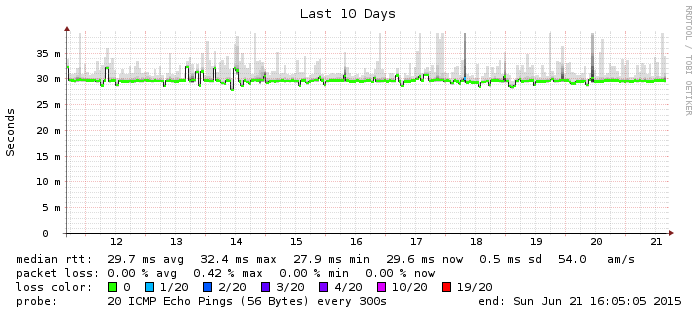 Last 10 Days
RRDTOOL / TOBI OETIKER
Seconds
35 m
30 m
25 m
20 m
15 m
10 m
5 m
0
12 13 14 15 16 17 18 19 20 21
median rtt: 29.7 ms avg 32.4 ms max 27.9 ms min 29.6 ms now 0.5 ms sd 54.0 am/s
packet loss: 0.00 % avg 0.42 % max 0.00 % min 0.00 % now
loss color: 0 1/20 2/20 3/20 4/20 10/20 19/20
probe: 20 ICMP Echo Pings (56 Bytes) every 300s end: Sun Jun 21 16:05:05 2015